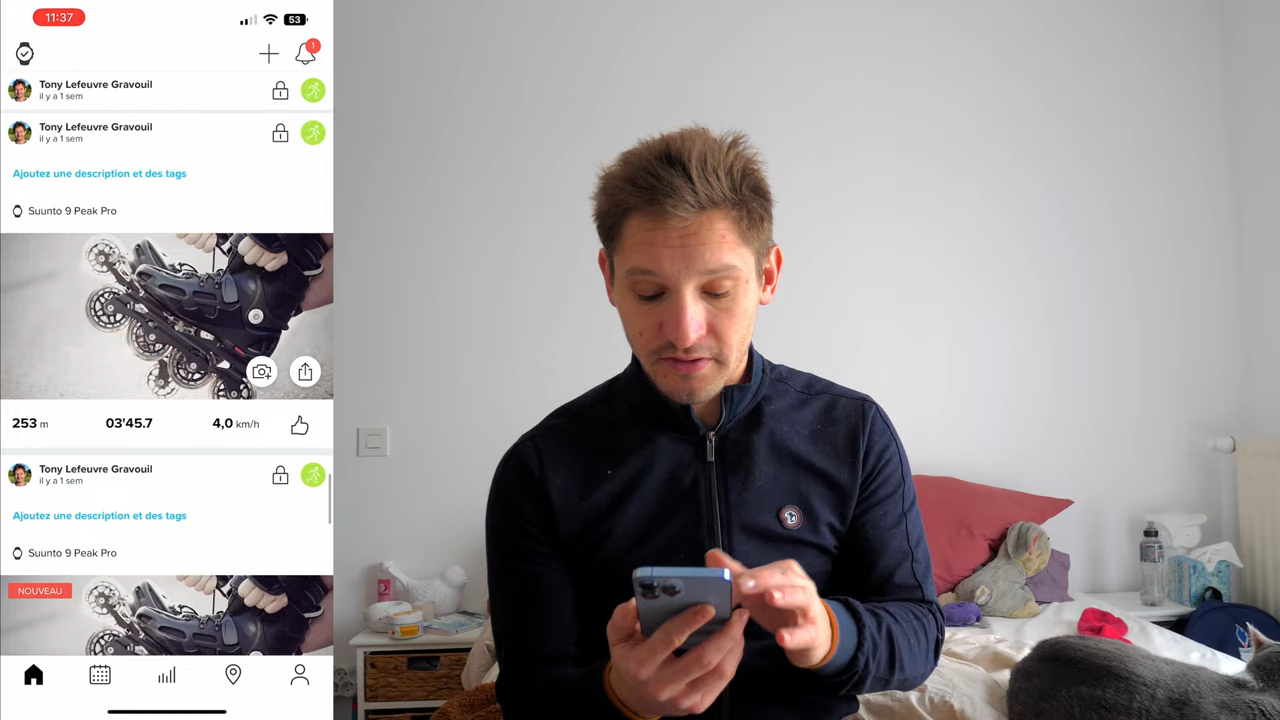 11:37
53
1
Tony Lefeuvre Gravouil
il y a 1 sem
Tony Lefeuvre Gravouil
il y a 1 sem
Ajoutez une description et des tags
Suunto 9 Peak Pro
253 m
03'45.7
4,0 km/h
Tony Lefeuvre Gravouil
il y a 1 sem
Ajoutez une description et des tags
Suunto 9 Peak Pro
NOUVEAU